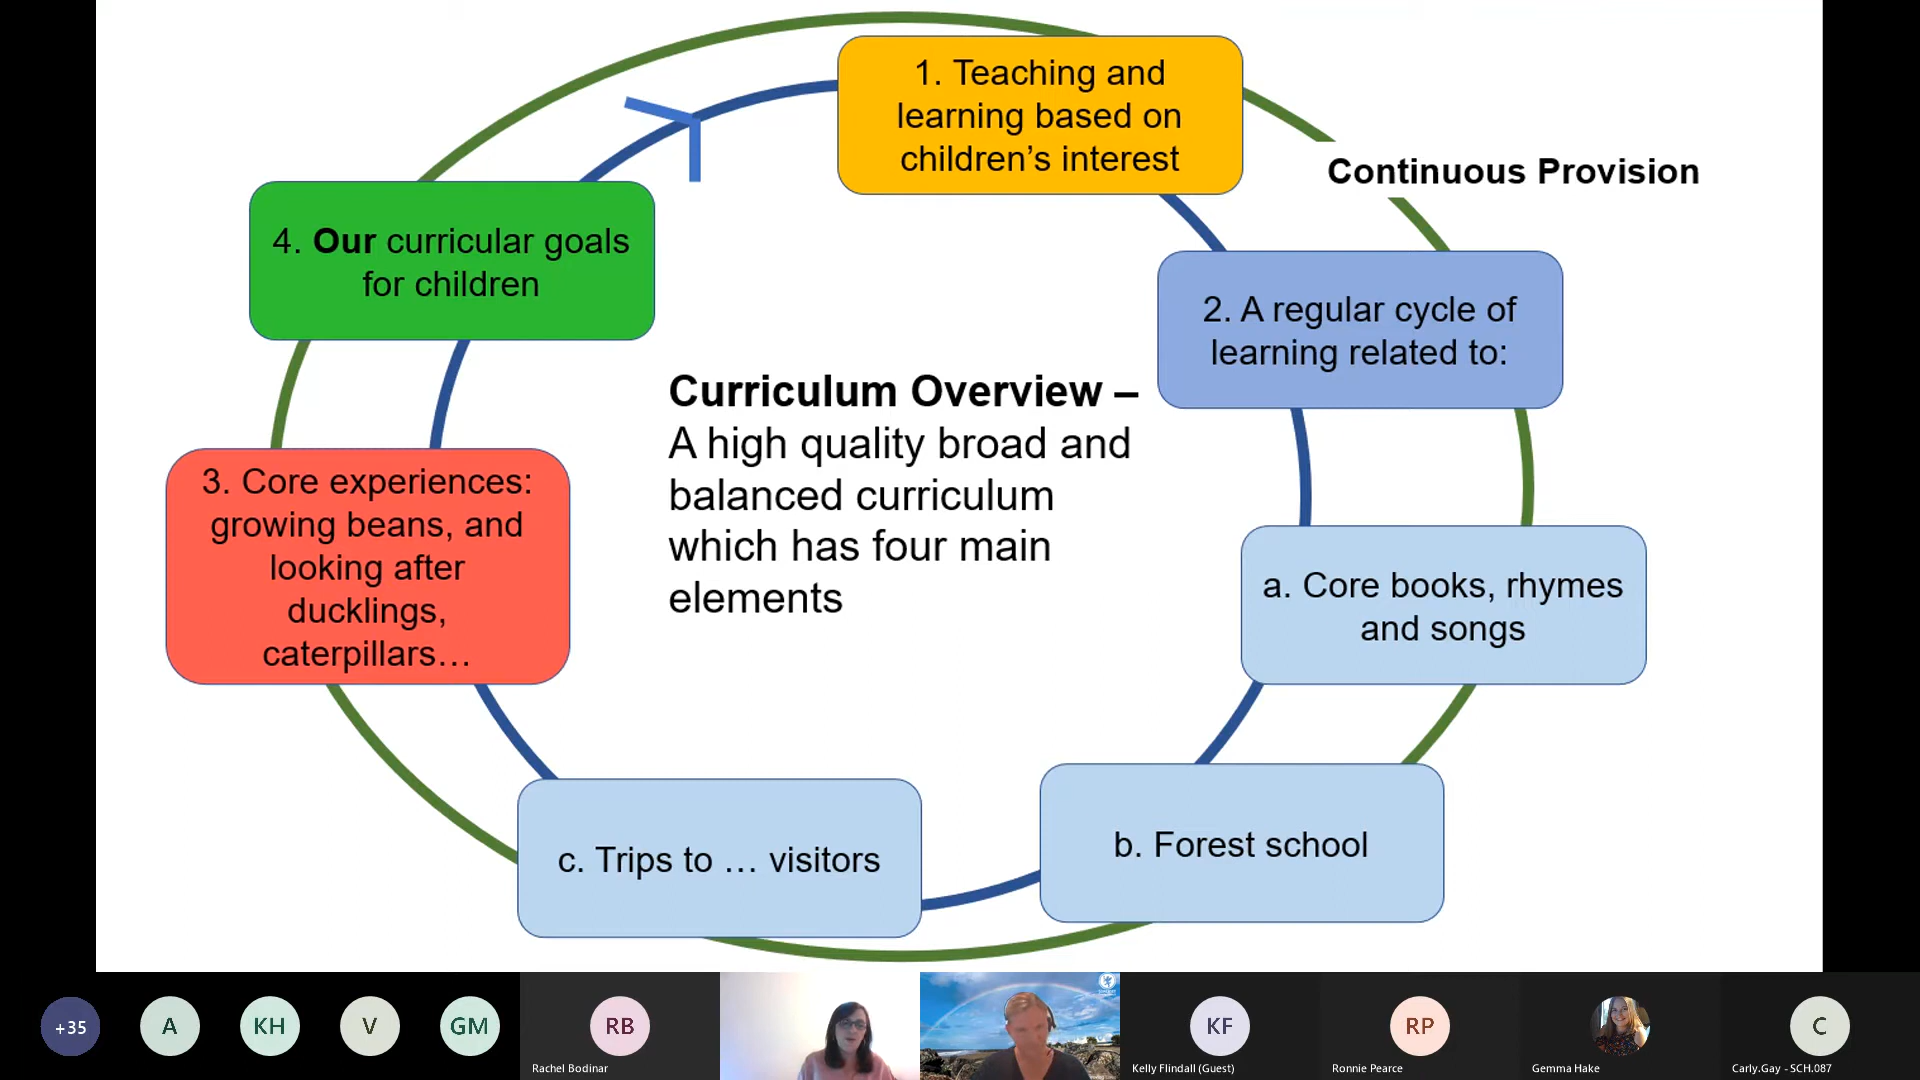 1. Teaching and
learning based on
children's interest
Continuous Provision
4. Our curricular goals
for children
2. A regular cycle of
learning related to:
Curriculum Overview –
A high quality broad and
balanced curriculum
which has four main
elements
3. Core experiences:
growing beans, and
looking after
ducklings,
caterpillars…
a. Core books, rhymes
and songs
b. Forest school
c. Trips to … visitors
+35
A
KH
V
GM
RB
Rachel Bodinar
KF
Kelly Flindall (Guest)
RP
Ronnie Pearce
Gemma Hake
C
Carly.Gay - SCH.087